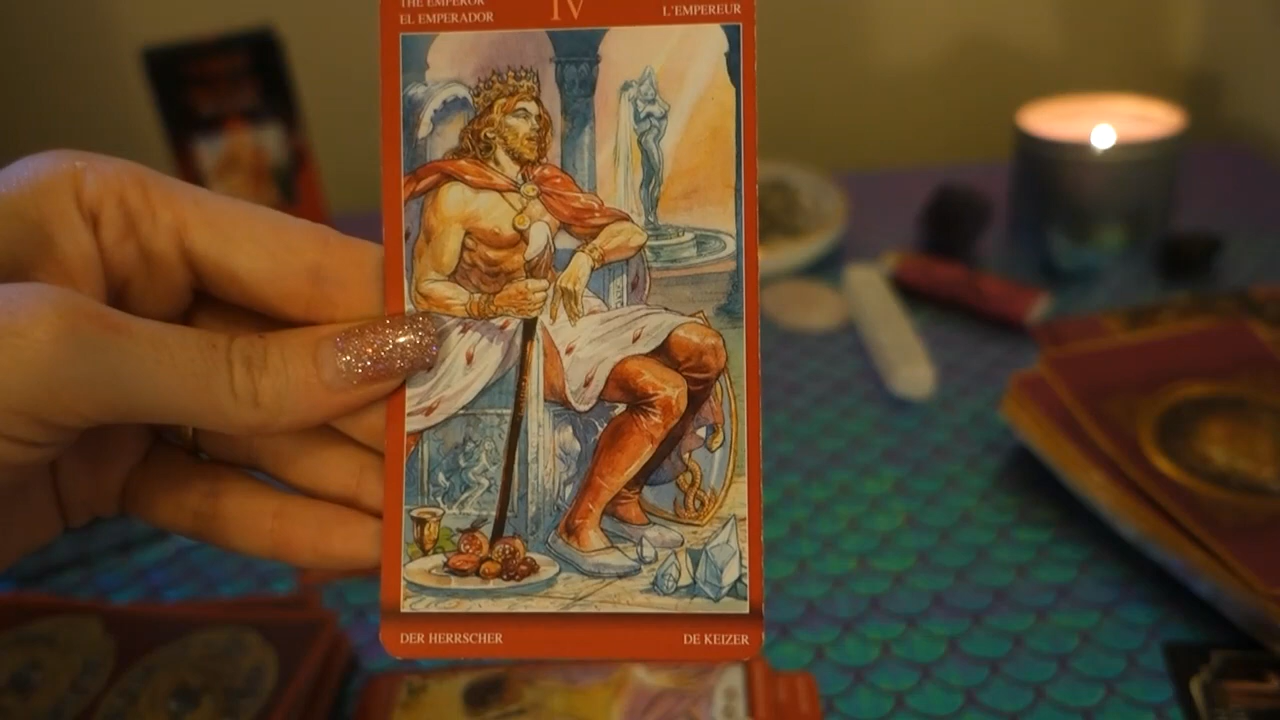 THE EMPEROR
IV
L'EMPEREUR
EL EMPERADOR
DER HERRSCHER
DE KEIZER